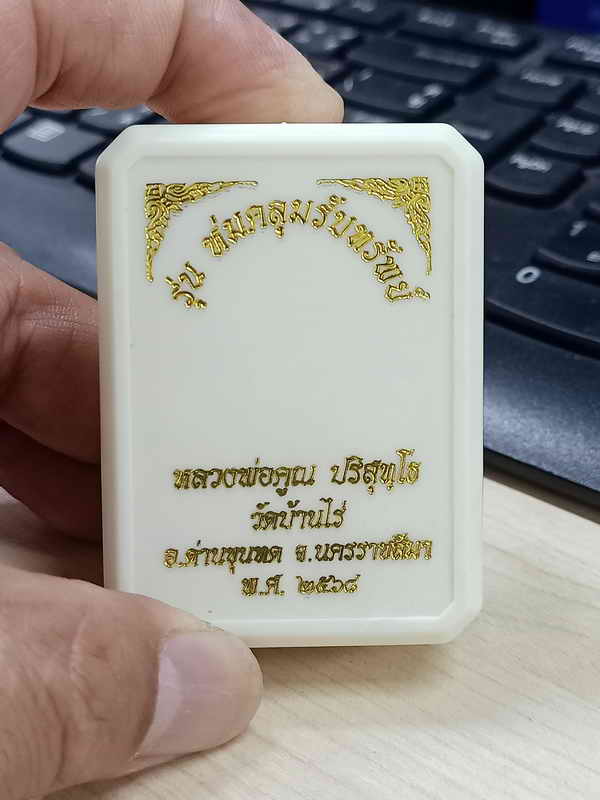 รุ่น ห่มคลุมรับทรัพย์
หลวงพ่อคูณ ปริสุทฺโธ
วัดบ้านไร่
อ.ด่านขุนทด จ.นครราชสีมา
พ.ศ. ๒๕๖๘